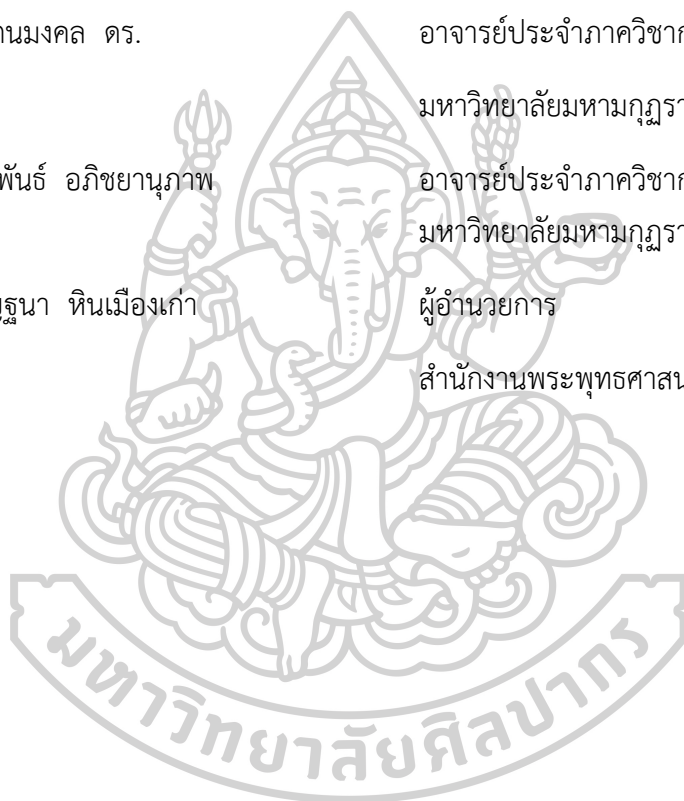 านมงคล ดร. อาจารย์ประจำภาควิชา
มหาวิทยาลัยมหามกุฏรา
พันธ์ อภิชยานุภาพ อาจารย์ประจำภาควิชา
มหาวิทยาลัยมหามกุฏรา
ฐนา หินเมืองเก่า ผู้อำนวยการ
สำนักงานพระพุทธศาสน
มหาวิทยาลัยศิลปากร